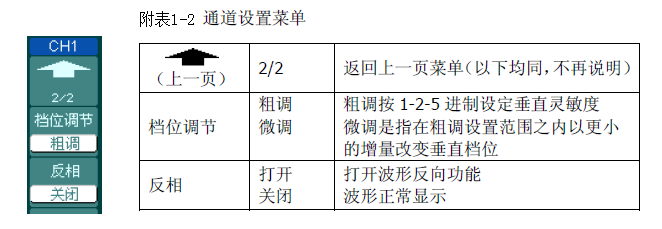 附表1-2 通道设置菜单
CH1
2/2
档位调节
粗调
反相
关闭
（上一页）
2/2
返回上一页菜单（以下均同，不再说明）
档位调节
粗调
微调
粗调按 1-2-5 进制设定垂直灵敏度
微调是指在粗调设置范围之内以更小
的增量改变垂直档位
反相
打开
关闭
打开波形反向功能
波形正常显示